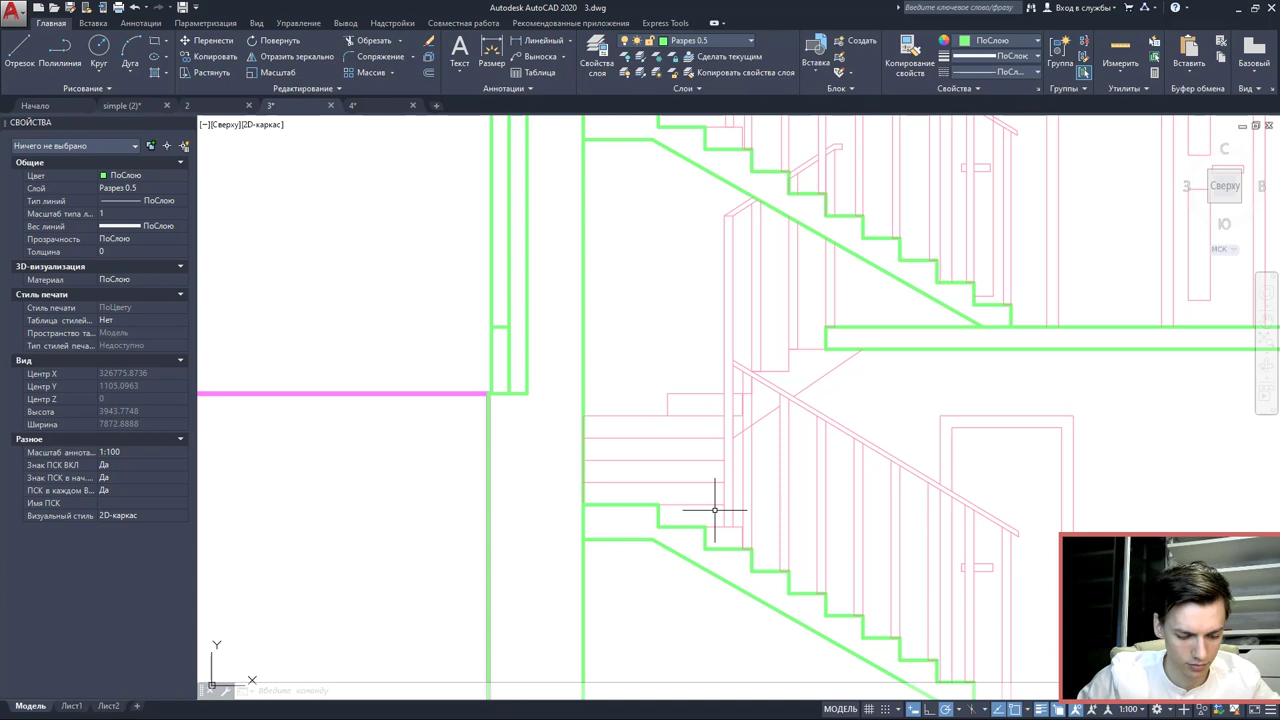 Autodesk AutoCAD 2020   3.dwg
Введите ключевое слово/фразу
Вход в службы
Главная Вставка Аннотации Параметризация Вид Управление Вывод Надстройки Совместная работа Рекомендованные приложения Express Tools
Отрезок Полилиния Круг Дуга
Перенести Повернуть Обрезать
Копировать Отразить зеркально Сопряжение
Растянуть Масштаб Массив
Текст Размер
Линейный
Выноска
Таблица
Свойства слоя
Разрез 0.5
Сделать текущим
Копировать свойства слоя
Вставка
Создать
Копирование свойств
ПоСлою
ПоСлок
ПоСл...
Группа
Измерить
Вставить
Базовый
Рисование Редактирование Аннотации Слои Блок Свойства Группы Утилиты Буфер обмена Вид
Начало simple (2)* 2 3* 4*
СВОЙСТВА
[−][Сверху][2D-каркас]
Ничего не выбрано
Общие
Цвет ПоСлою
Слой Разрез 0.5
Тип линий ПоСлою
Масштаб типа л... 1
Вес линий ПоСлою
Прозрачность ПоСлою
Толщина 0
3D-визуализация
Материал ПоСлою
Стиль печати
Стиль печати ПоЦвету
Таблица стилей... Нет
Пространство та... Модель
Тип стилей печат... Недоступно
Вид
Центр X 326775.8736
Центр Y 1105.0963
Центр Z 0
Высота 3943.7748
Ширина 7872.8888
Разное
Масштаб аннота... 1:100
Знак ПСК ВКЛ Да
Знак ПСК в нач.... Да
ПСК в каждом В... Да
Имя ПСК
Визуальный стиль 2D-каркас
С
З Сверху В
Ю
МСК
Y
X
Введите команду
Модель Лист1 Лист2
МОДЕЛЬ
1:100